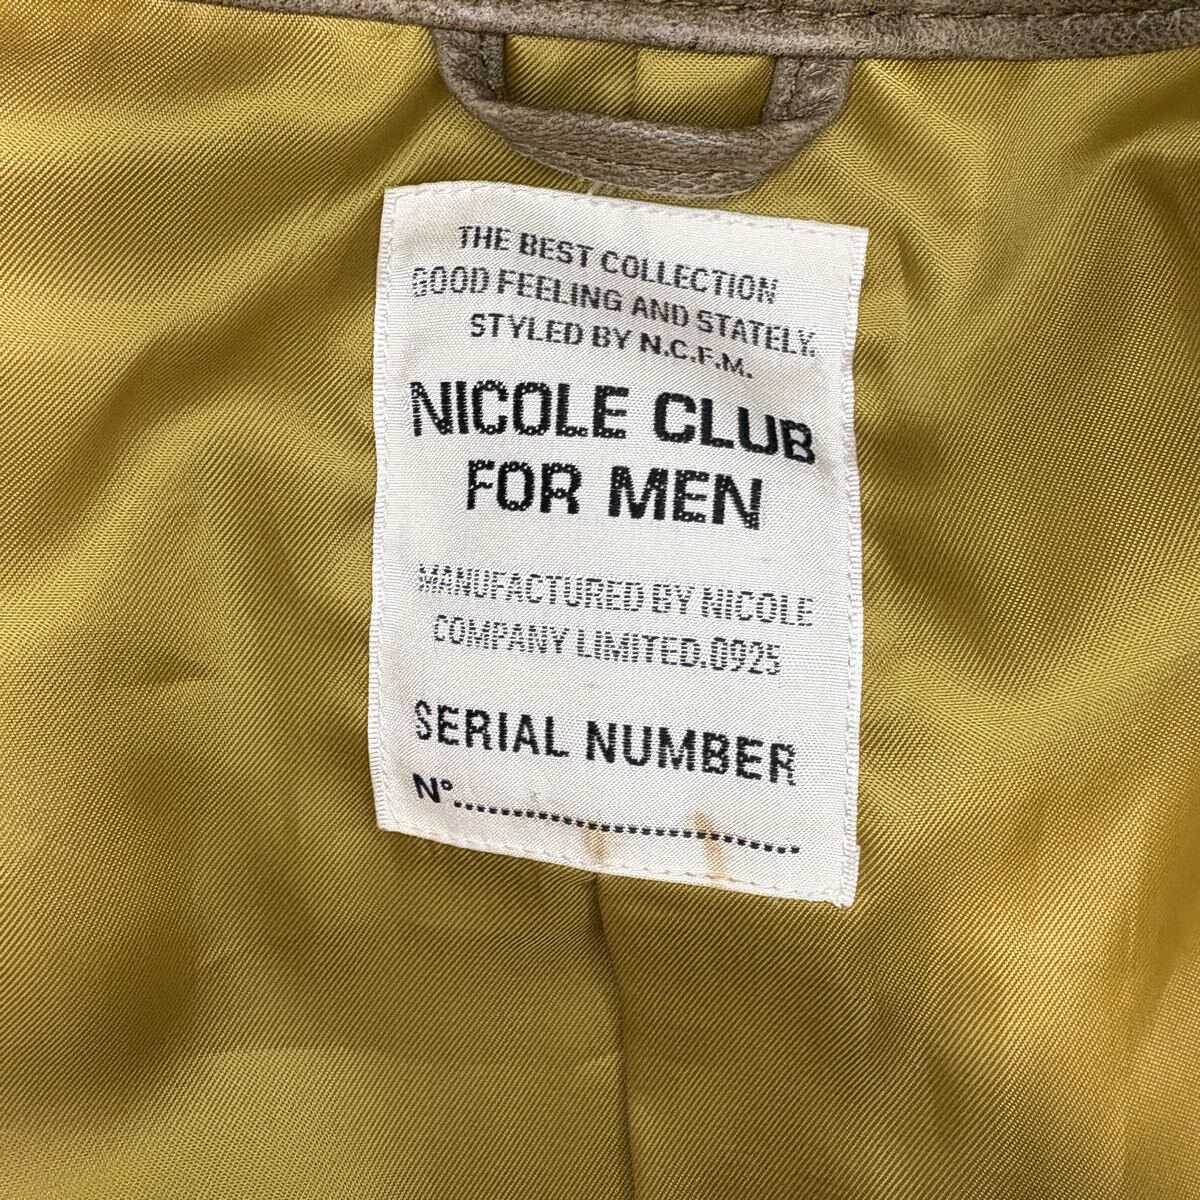 THE BEST COLLECTION
GOOD FEELING AND STATELY.
STYLED BY N.C.F.M.
NICOLE CLUB
FOR MEN
MANUFACTURED BY NICOLE
COMPANY LIMITED.0925
SERIAL NUMBER
N°..............................